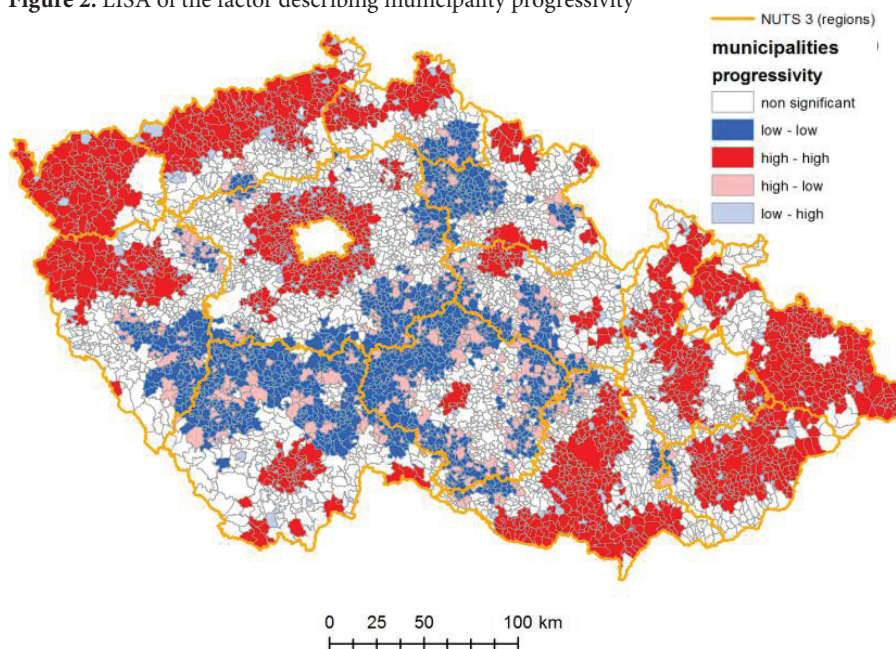 Figure 2. LISA of the factor describing municipality progressivity
NUTS 3 (regions)
municipalities
progressivity
non significant
low - low
high - high
high - low
low - high
0 25 50 100 km